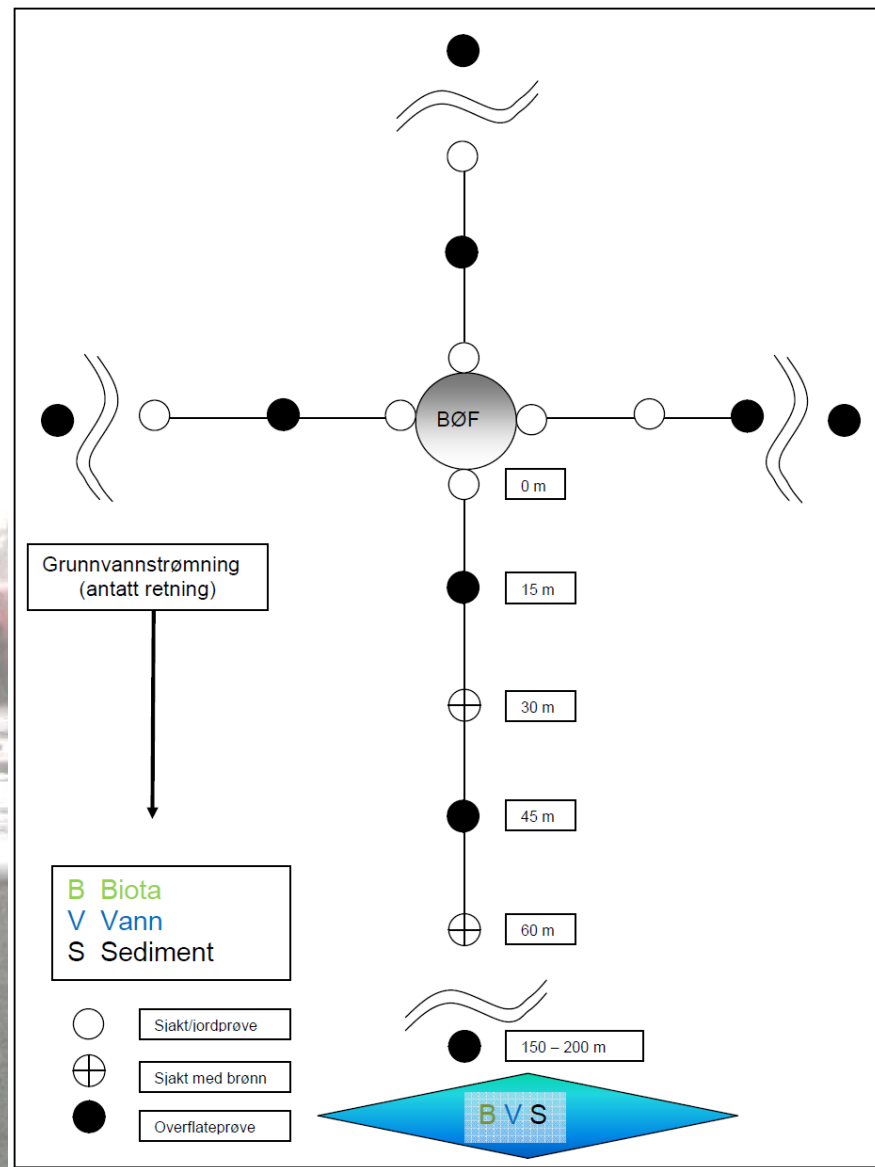 BØF
0 m
15 m
30 m
45 m
60 m
150 – 200 m
Grunnvannstrømning
(antatt retning)
B Biota
V Vann
S Sediment
Sjakt/jordprøve
Sjakt med brønn
Overflateprøve
B V S